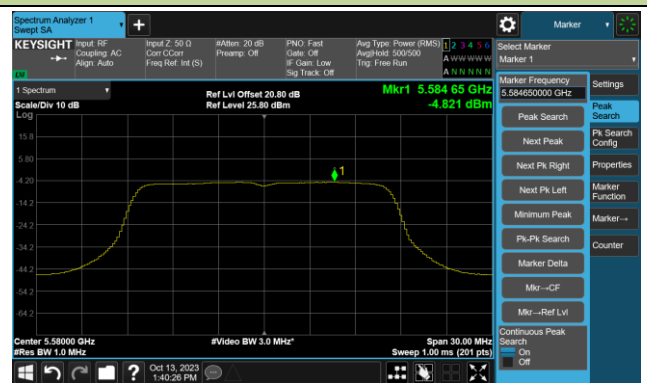 Spectrum Analyzer 1
Swept SA
KEYSIGHT
Input: RF
Coupling: AC
Align: Auto
Input Z: 50 Ω
Corr CCorr
Freq Ref: Int (S)
#Atten: 20 dB
Preamp: Off
PNO: Fast
Gate: Off
IF Gain: Low
Sig Track: Off
Avg Type: Power (RMS)
Avg|Hold: 500/500
Trig: Free Run
1 2 3 4 5 6
A W W W W W
A N N N N N
1 Spectrum
Scale/Div 10 dB
Log
Ref Lvl Offset 20.80 dB
Ref Level 25.80 dBm
Mkr1 5.584 65 GHz
-4.821 dBm
1
15.8
5.80
-4.20
-14.2
-24.2
-34.2
-44.2
-54.2
-64.2
Center 5.58000 GHz
#Res BW 1.0 MHz
#Video BW 3.0 MHz*
Span 30.00 MHz
Sweep 1.00 ms (201 pts)
Oct 13, 2023
1:40:26 PM
Marker
Select Marker
Marker 1
Marker Frequency
5.584650000 GHz
Peak Search
Next Peak
Next Pk Right
Next Pk Left
Minimum Peak
Pk-Pk Search
Marker Delta
Mkr→CF
Mkr→Ref Lvl
Continuous Peak
Search
On
Off
Settings
Peak
Search
Pk Search
Config
Properties
Marker
Function
Marker→
Counter